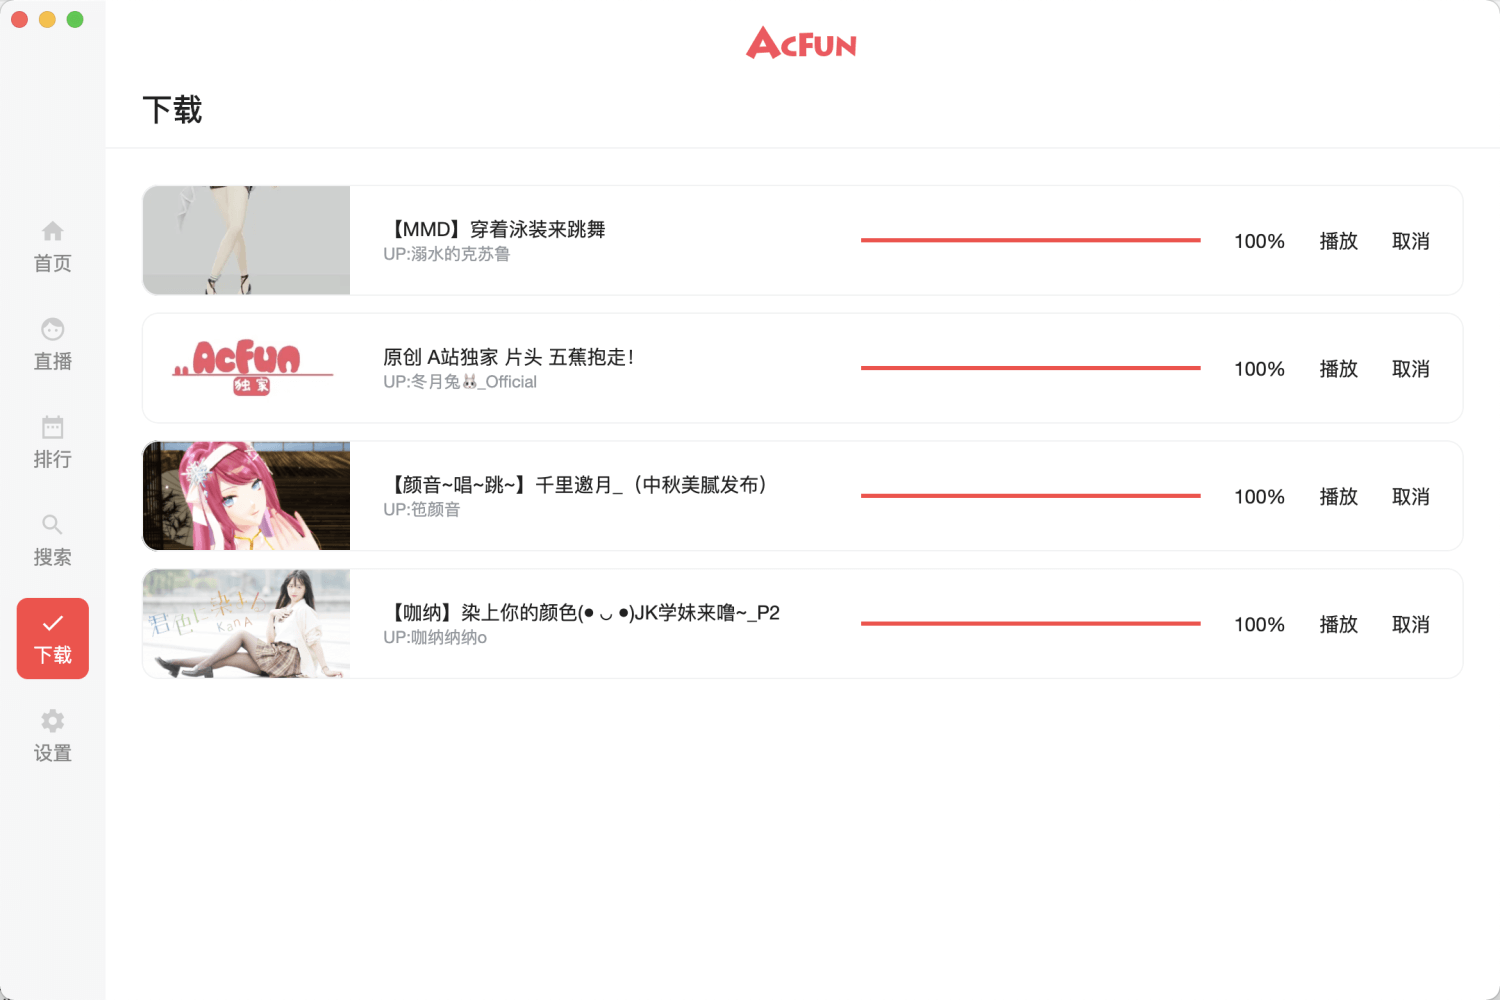 ACFUN
下载
首页
直播
排行
搜索
下载
设置
【MMD】穿着泳装来跳舞
UP:溺水的克苏鲁
100% 播放 取消
AcFun
独家
原创 A站独家 片头 五蕉抱走!
UP:冬月兔🐰_Official
100% 播放 取消
【颜音~唱~跳~】千里邀月_（中秋美腻发布）
UP:笆颜音
100% 播放 取消
君色に染まる
KanA
【咖纳】染上你的颜色(● ◡ ●)JK学妹来噜~_P2
UP:咖纳纳纳o
100% 播放 取消